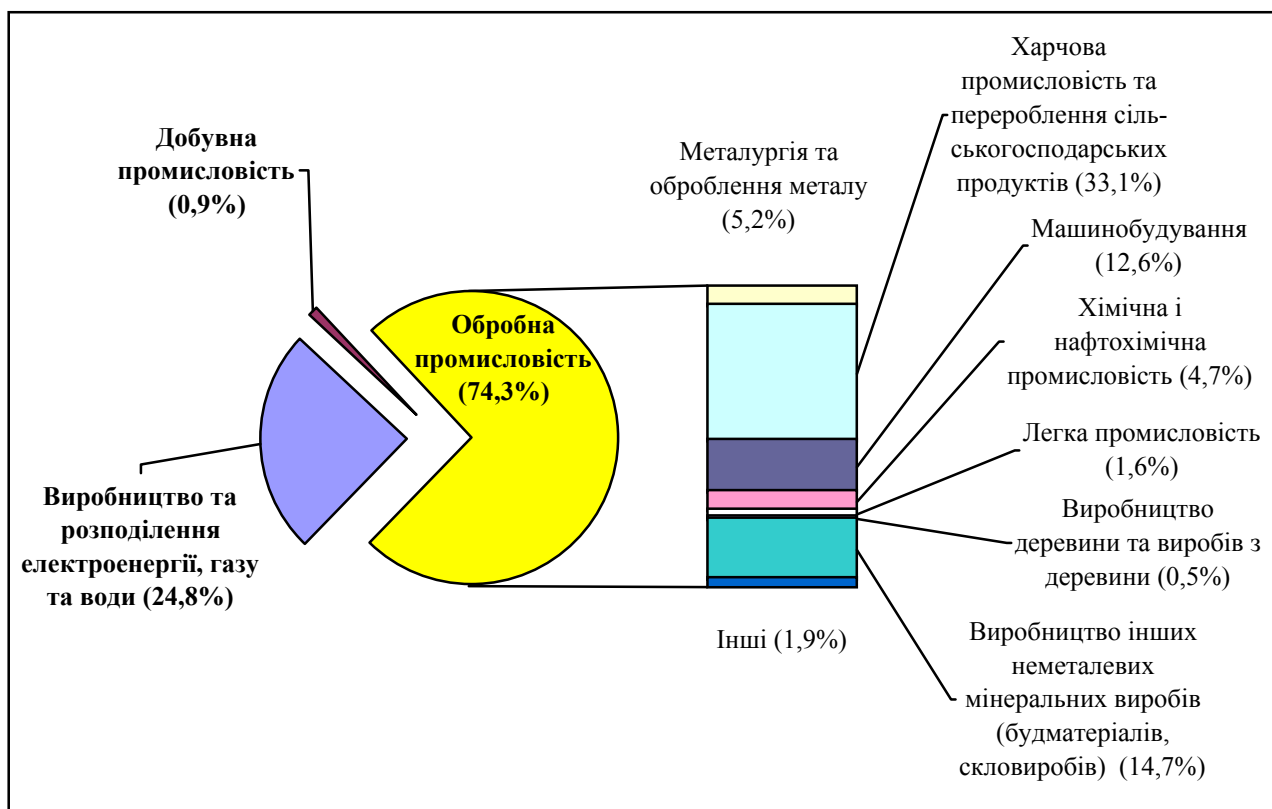 Добувна
промисловість
(0,9%)
Виробництво та
розподілення
електроенергії, газу
та води (24,8%)
Обробна
промисловість
(74,3%)
Металургія та
оброблення металу
(5,2%)
Харчова
промисловість та
перероблення сіль-
ськогосподарських
продуктів (33,1%)
Машинобудування
(12,6%)
Хімічна і
нафтохімічна
промисловість (4,7%)
Легка промисловість
(1,6%)
Виробництво
деревини та виробів з
деревини (0,5%)
Виробництво інших
неметалевих
мінеральних виробів
(будматеріалів,
скловиробів)  (14,7%)
Інші (1,9%)